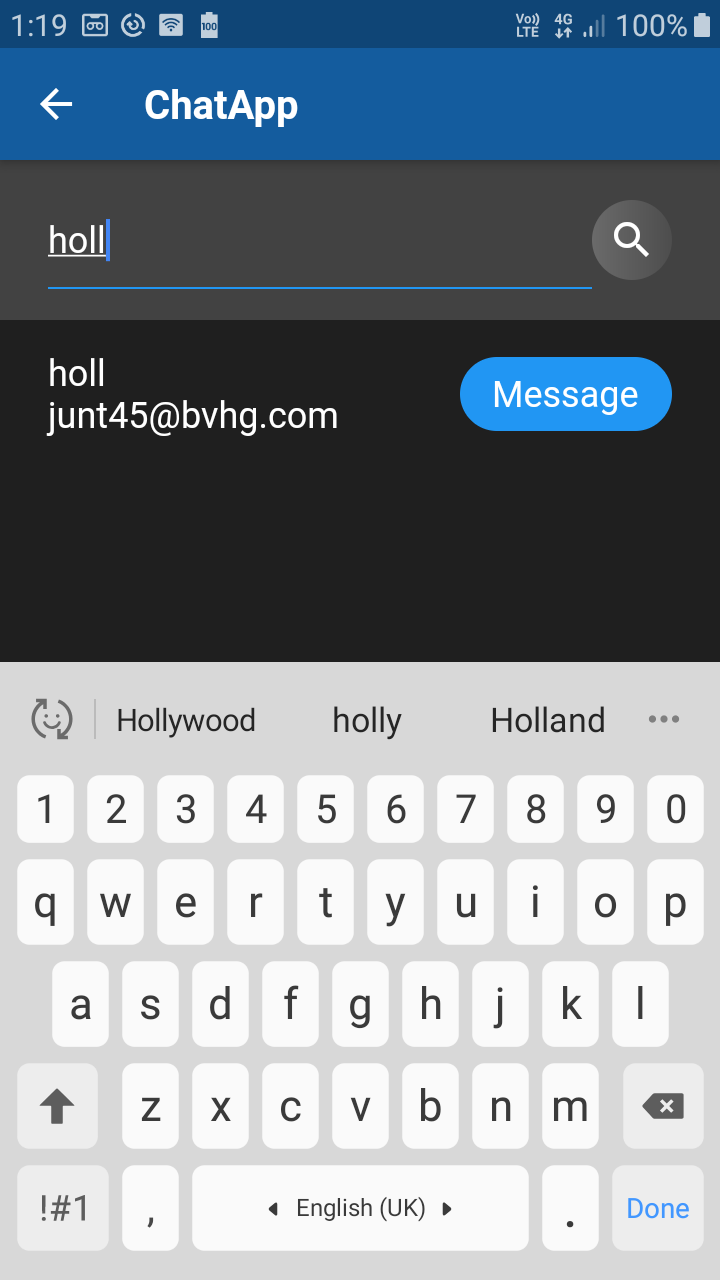 1:19 100 Vo)) LTE 4G 100%
ChatApp
holl
holl
junt45@bvhg.com
Message
Hollywood holly Holland
1 2 3 4 5 6 7 8 9 0
q w e r t y u i o p
a s d f g h j k l
z x c v b n m
!#1 , English (UK) . Done